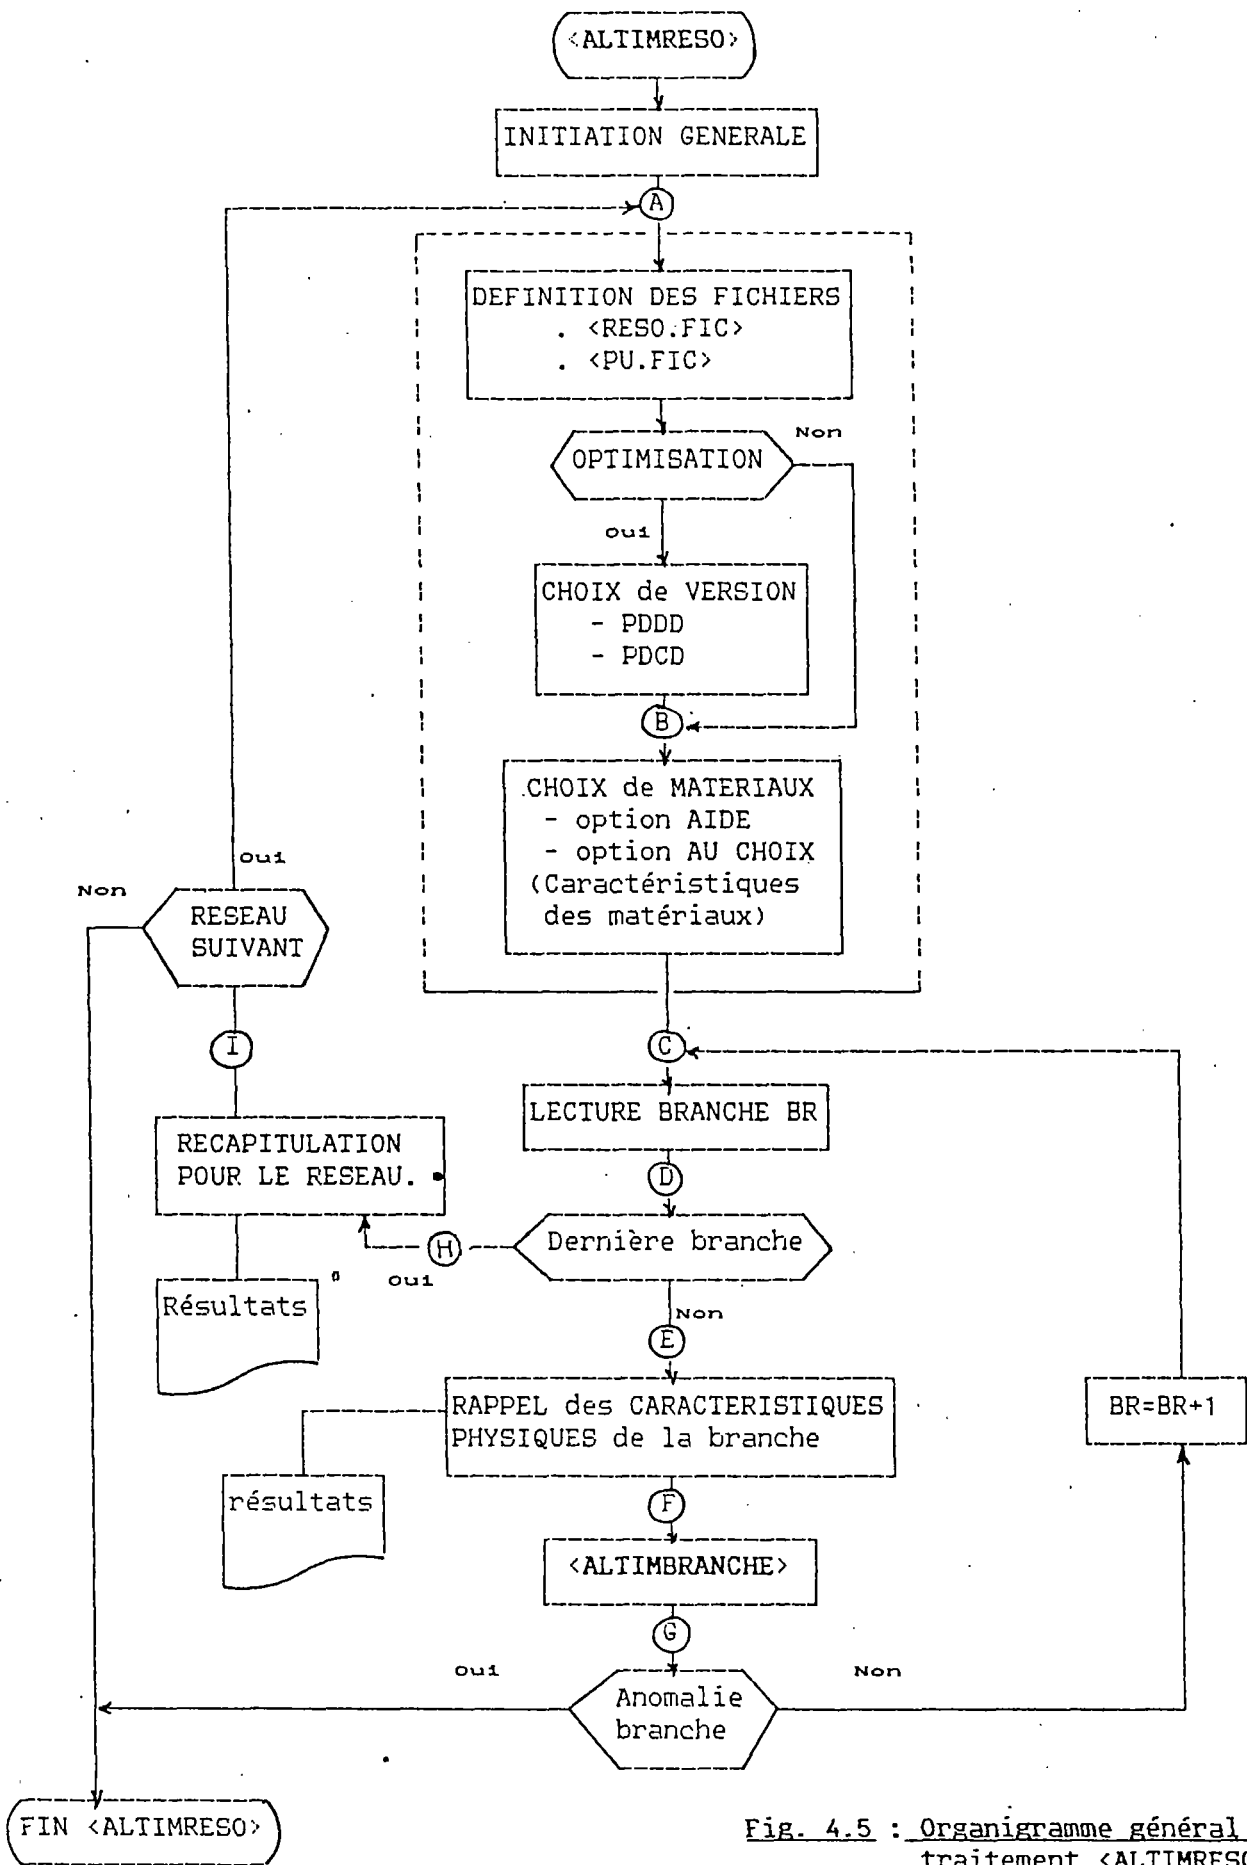 <ALTIMRESO>
INITIATION GENERALE
A
DEFINITION DES FICHIERS
. <RESO.FIC>
. <PU.FIC>
Non
OPTIMISATION
oui
CHOIX de VERSION
- PDDD
- PDCD
B
CHOIX de MATERIAUX
- option AIDE
- option AU CHOIX
(Caractéristiques
des matériaux)
oui
Non
RESEAU
SUIVANT
I
C
LECTURE BRANCHE BR
RECAPITULATION
POUR LE RESEAU.
D
Dernière branche
H
oui
Résultats
Non
E
RAPPEL des CARACTERISTIQUES
PHYSIQUES de la branche
BR=BR+1
résultats
F
<ALTIMBRANCHE>
G
oui
Non
Anomalie
branche
FIN <ALTIMRESO>
Fig. 4.5 : Organigramme général
traitement <ALTIMRESO